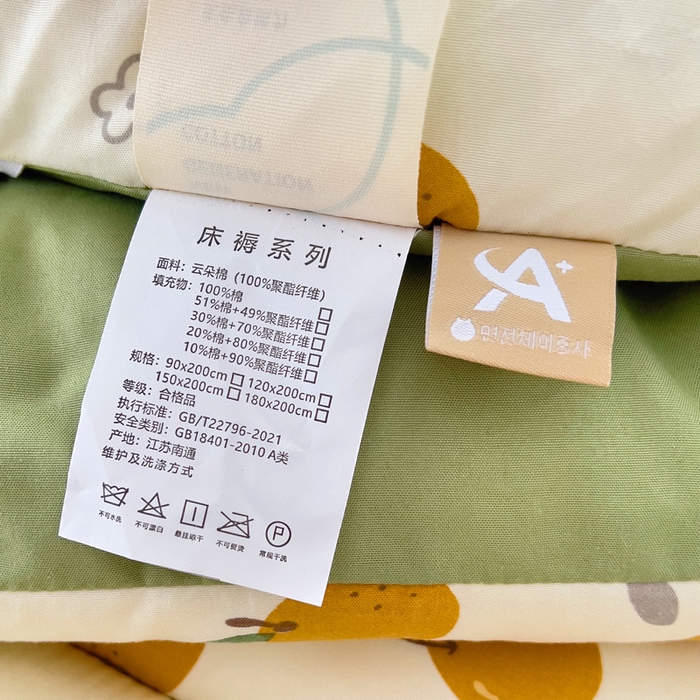 COTTON
GENERATION
床褥系列
面料：云朵棉（100%聚酯纤维）
填充物：100%棉
51%棉+49%聚酯纤维□
30%棉+70%聚酯纤维□
20%棉+80%聚酯纤维□
10%棉+90%聚酯纤维□
规格：90x200cm□ 120x200cm□
150x200cm□ 180x200cm□
等级：合格品
执行标准：GB/T22796-2021
安全类别：GB18401-2010 A类
产地：江苏南通
维护及洗涤方式
不可水洗 不可漂白 悬挂晾干 不可熨烫 常规干洗
P
A+